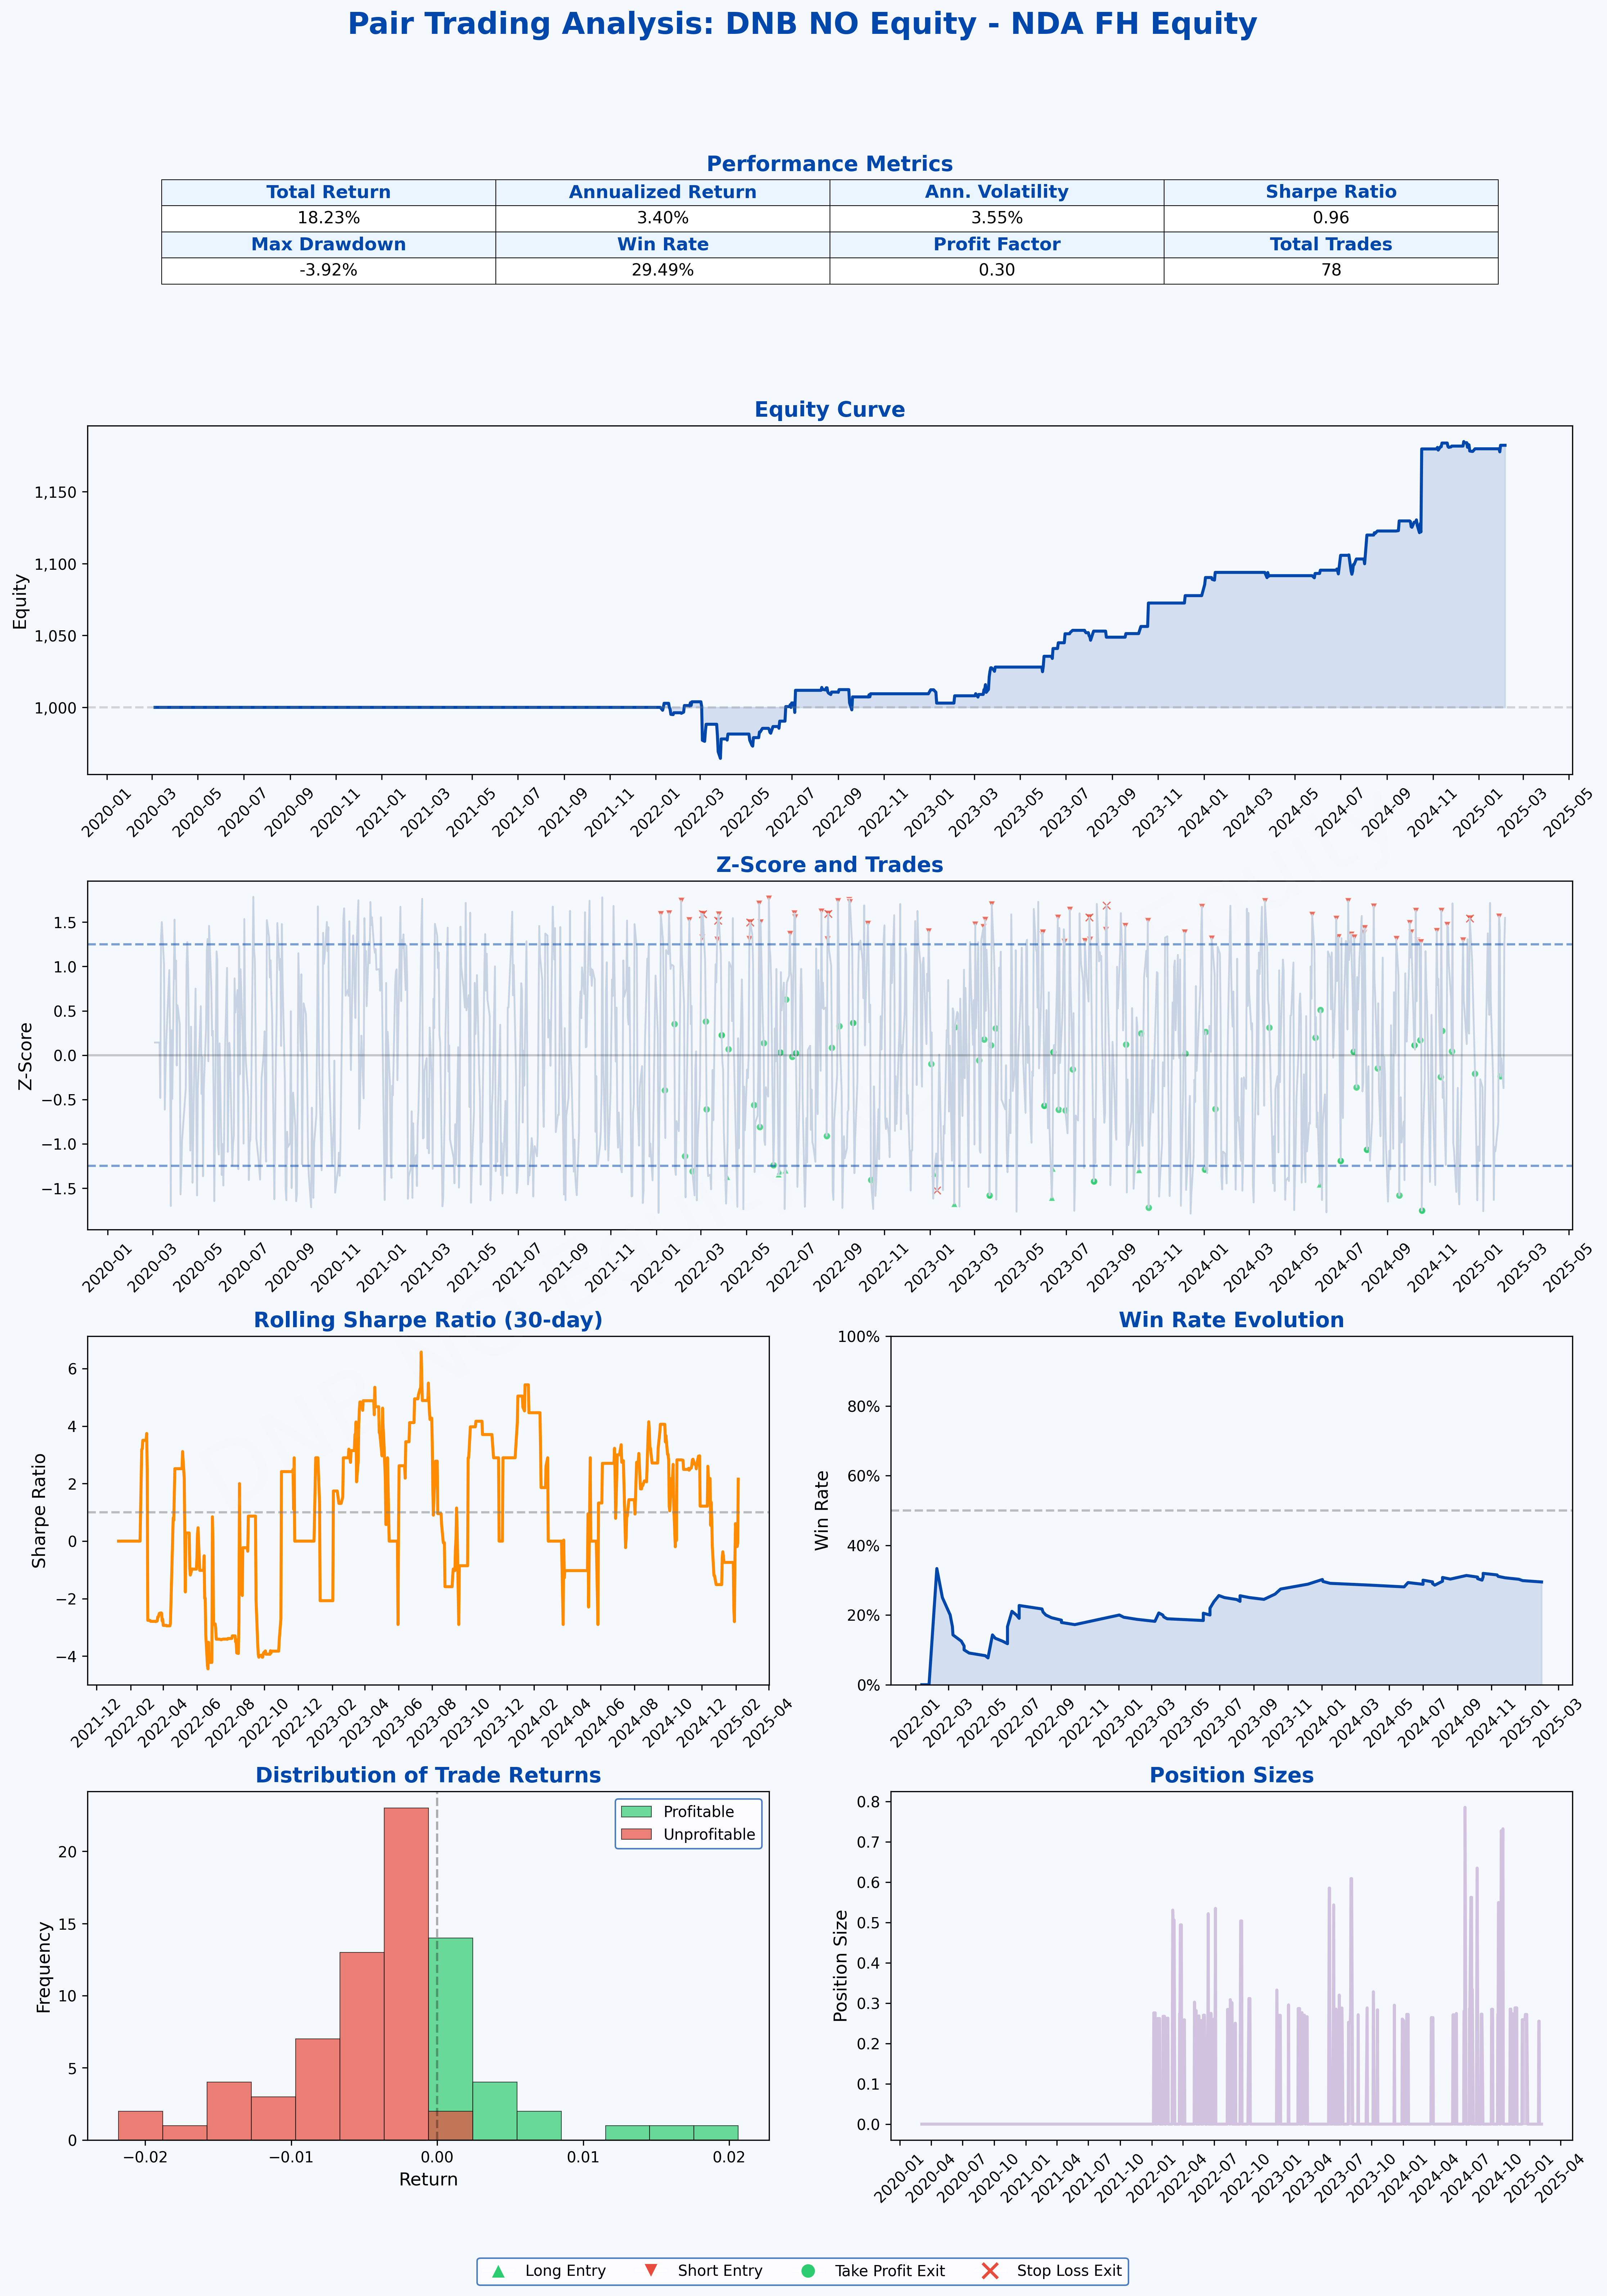 Pair Trading Analysis: DNB NO Equity - NDA FH Equity
Performance Metrics
Total Return Annualized Return Ann. Volatility Sharpe Ratio
18.23% 3.40% 3.55% 0.96
Max Drawdown Win Rate Profit Factor Total Trades
-3.92% 29.49% 0.30 78
Equity Curve
Equity
1,150
1,100
1,050
1,000
2020-01 2020-03 2020-05 2020-07 2020-09 2020-11 2021-01 2021-03 2021-05 2021-07 2021-09 2021-11 2022-01 2022-03 2022-05 2022-07 2022-09 2022-11 2023-01 2023-03 2023-05 2023-07 2023-09 2023-11 2024-01 2024-03 2024-05 2024-07 2024-09 2024-11 2025-01 2025-03 2025-05
Z-Score and Trades
Z-Score
1.5
1.0
0.5
0.0
−0.5
−1.0
−1.5
2020-01 2020-03 2020-05 2020-07 2020-09 2020-11 2021-01 2021-03 2021-05 2021-07 2021-09 2021-11 2022-01 2022-03 2022-05 2022-07 2022-09 2022-11 2023-01 2023-03 2023-05 2023-07 2023-09 2023-11 2024-01 2024-03 2024-05 2024-07 2024-09 2024-11 2025-01 2025-03 2025-05
Rolling Sharpe Ratio (30-day)
Sharpe Ratio
6
4
2
0
−2
−4
2021-12 2022-02 2022-04 2022-06 2022-08 2022-10 2022-12 2023-02 2023-04 2023-06 2023-08 2023-10 2023-12 2024-02 2024-04 2024-06 2024-08 2024-10 2024-12 2025-02 2025-04
Win Rate Evolution
Win Rate
100%
80%
60%
40%
20%
0%
2022-01 2022-03 2022-05 2022-07 2022-09 2022-11 2023-01 2023-03 2023-05 2023-07 2023-09 2023-11 2024-01 2024-03 2024-05 2024-07 2024-09 2024-11 2025-01 2025-03
Distribution of Trade Returns
Profitable
Unprofitable
Frequency
20
15
10
5
0
−0.02 −0.01 0.00 0.01 0.02
Return
Position Sizes
Position Size
0.8
0.7
0.6
0.5
0.4
0.3
0.2
0.1
0.0
2020-01 2020-04 2020-07 2020-10 2021-01 2021-04 2021-07 2021-10 2022-01 2022-04 2022-07 2022-10 2023-01 2023-04 2023-07 2023-10 2024-01 2024-04 2024-07 2024-10 2025-01 2025-04
Long Entry Short Entry Take Profit Exit Stop Loss Exit